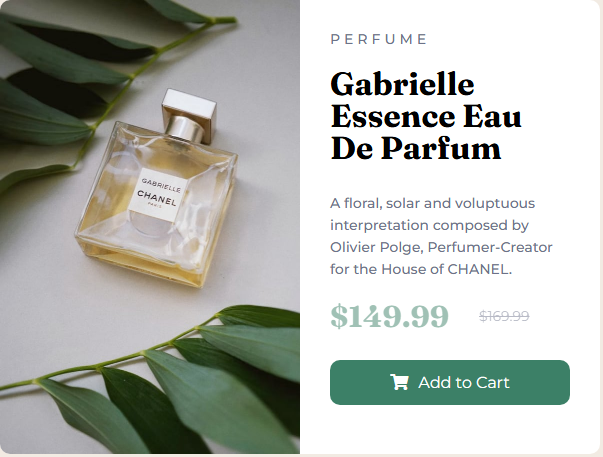 GABRIELLE
CHANEL
PARIS
PERFUME
Gabrielle
Essence Eau
De Parfum
A floral, solar and voluptuous
interpretation composed by
Olivier Polge, Perfumer-Creator
for the House of CHANEL.
$149.99 $169.99
Add to Cart